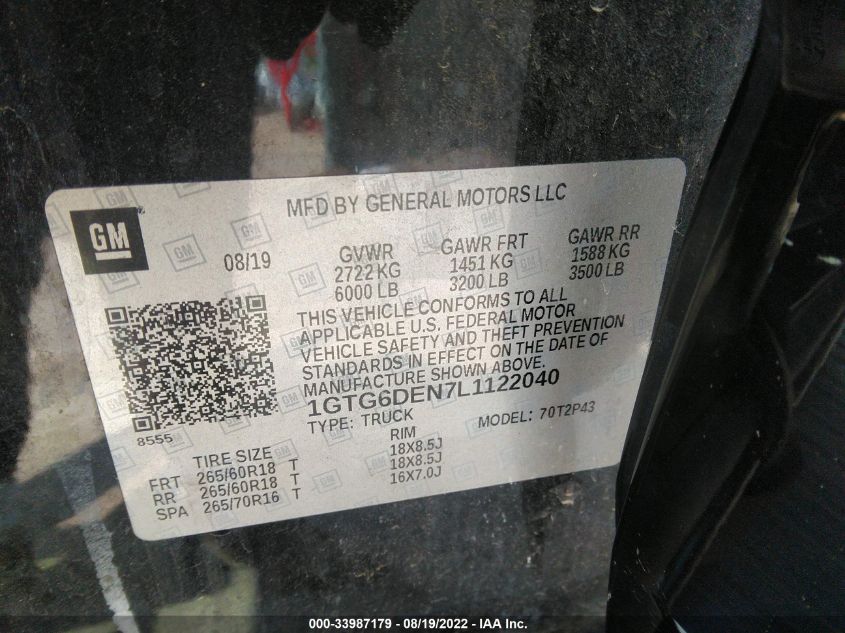 MFD BY GENERAL MOTORS LLC
GM
08/19 GVWR GAWR FRT GAWR RR
2722 KG 1451 KG 1588 KG
6000 LB 3200 LB 3500 LB
THIS VEHICLE CONFORMS TO ALL
APPLICABLE U.S. FEDERAL MOTOR
VEHICLE SAFETY AND THEFT PREVENTION
STANDARDS IN EFFECT ON THE DATE OF
MANUFACTURE SHOWN ABOVE.
1GTG6DEN7L1122040
TYPE: TRUCK MODEL: 70T2P43
8555
TIRE SIZE RIM
FRT 265/60R18 T 18X8.5J
RR 265/60R18 T 18X8.5J
SPA 265/70R16 T 16X7.0J
000-33987179 - 08/19/2022 - IAA Inc.